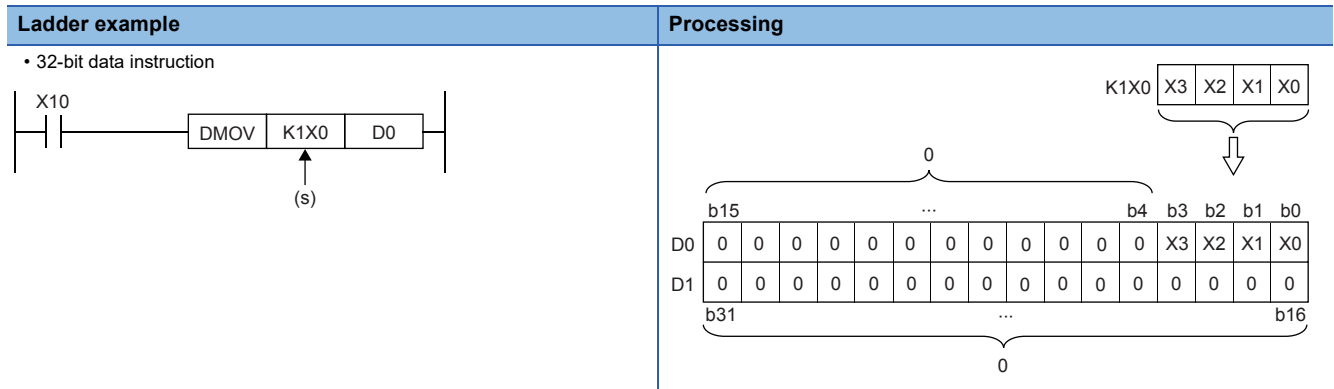 Ladder example
Processing
• 32-bit data instruction
X10
DMOV K1X0 D0
(s)
K1X0 X3 X2 X1 X0
0
b15 ... b4 b3 b2 b1 b0
D0 0 0 0 0 0 0 0 0 0 0 0 0 X3 X2 X1 X0
D1 0 0 0 0 0 0 0 0 0 0 0 0 0 0 0 0
b31 ... b16
0